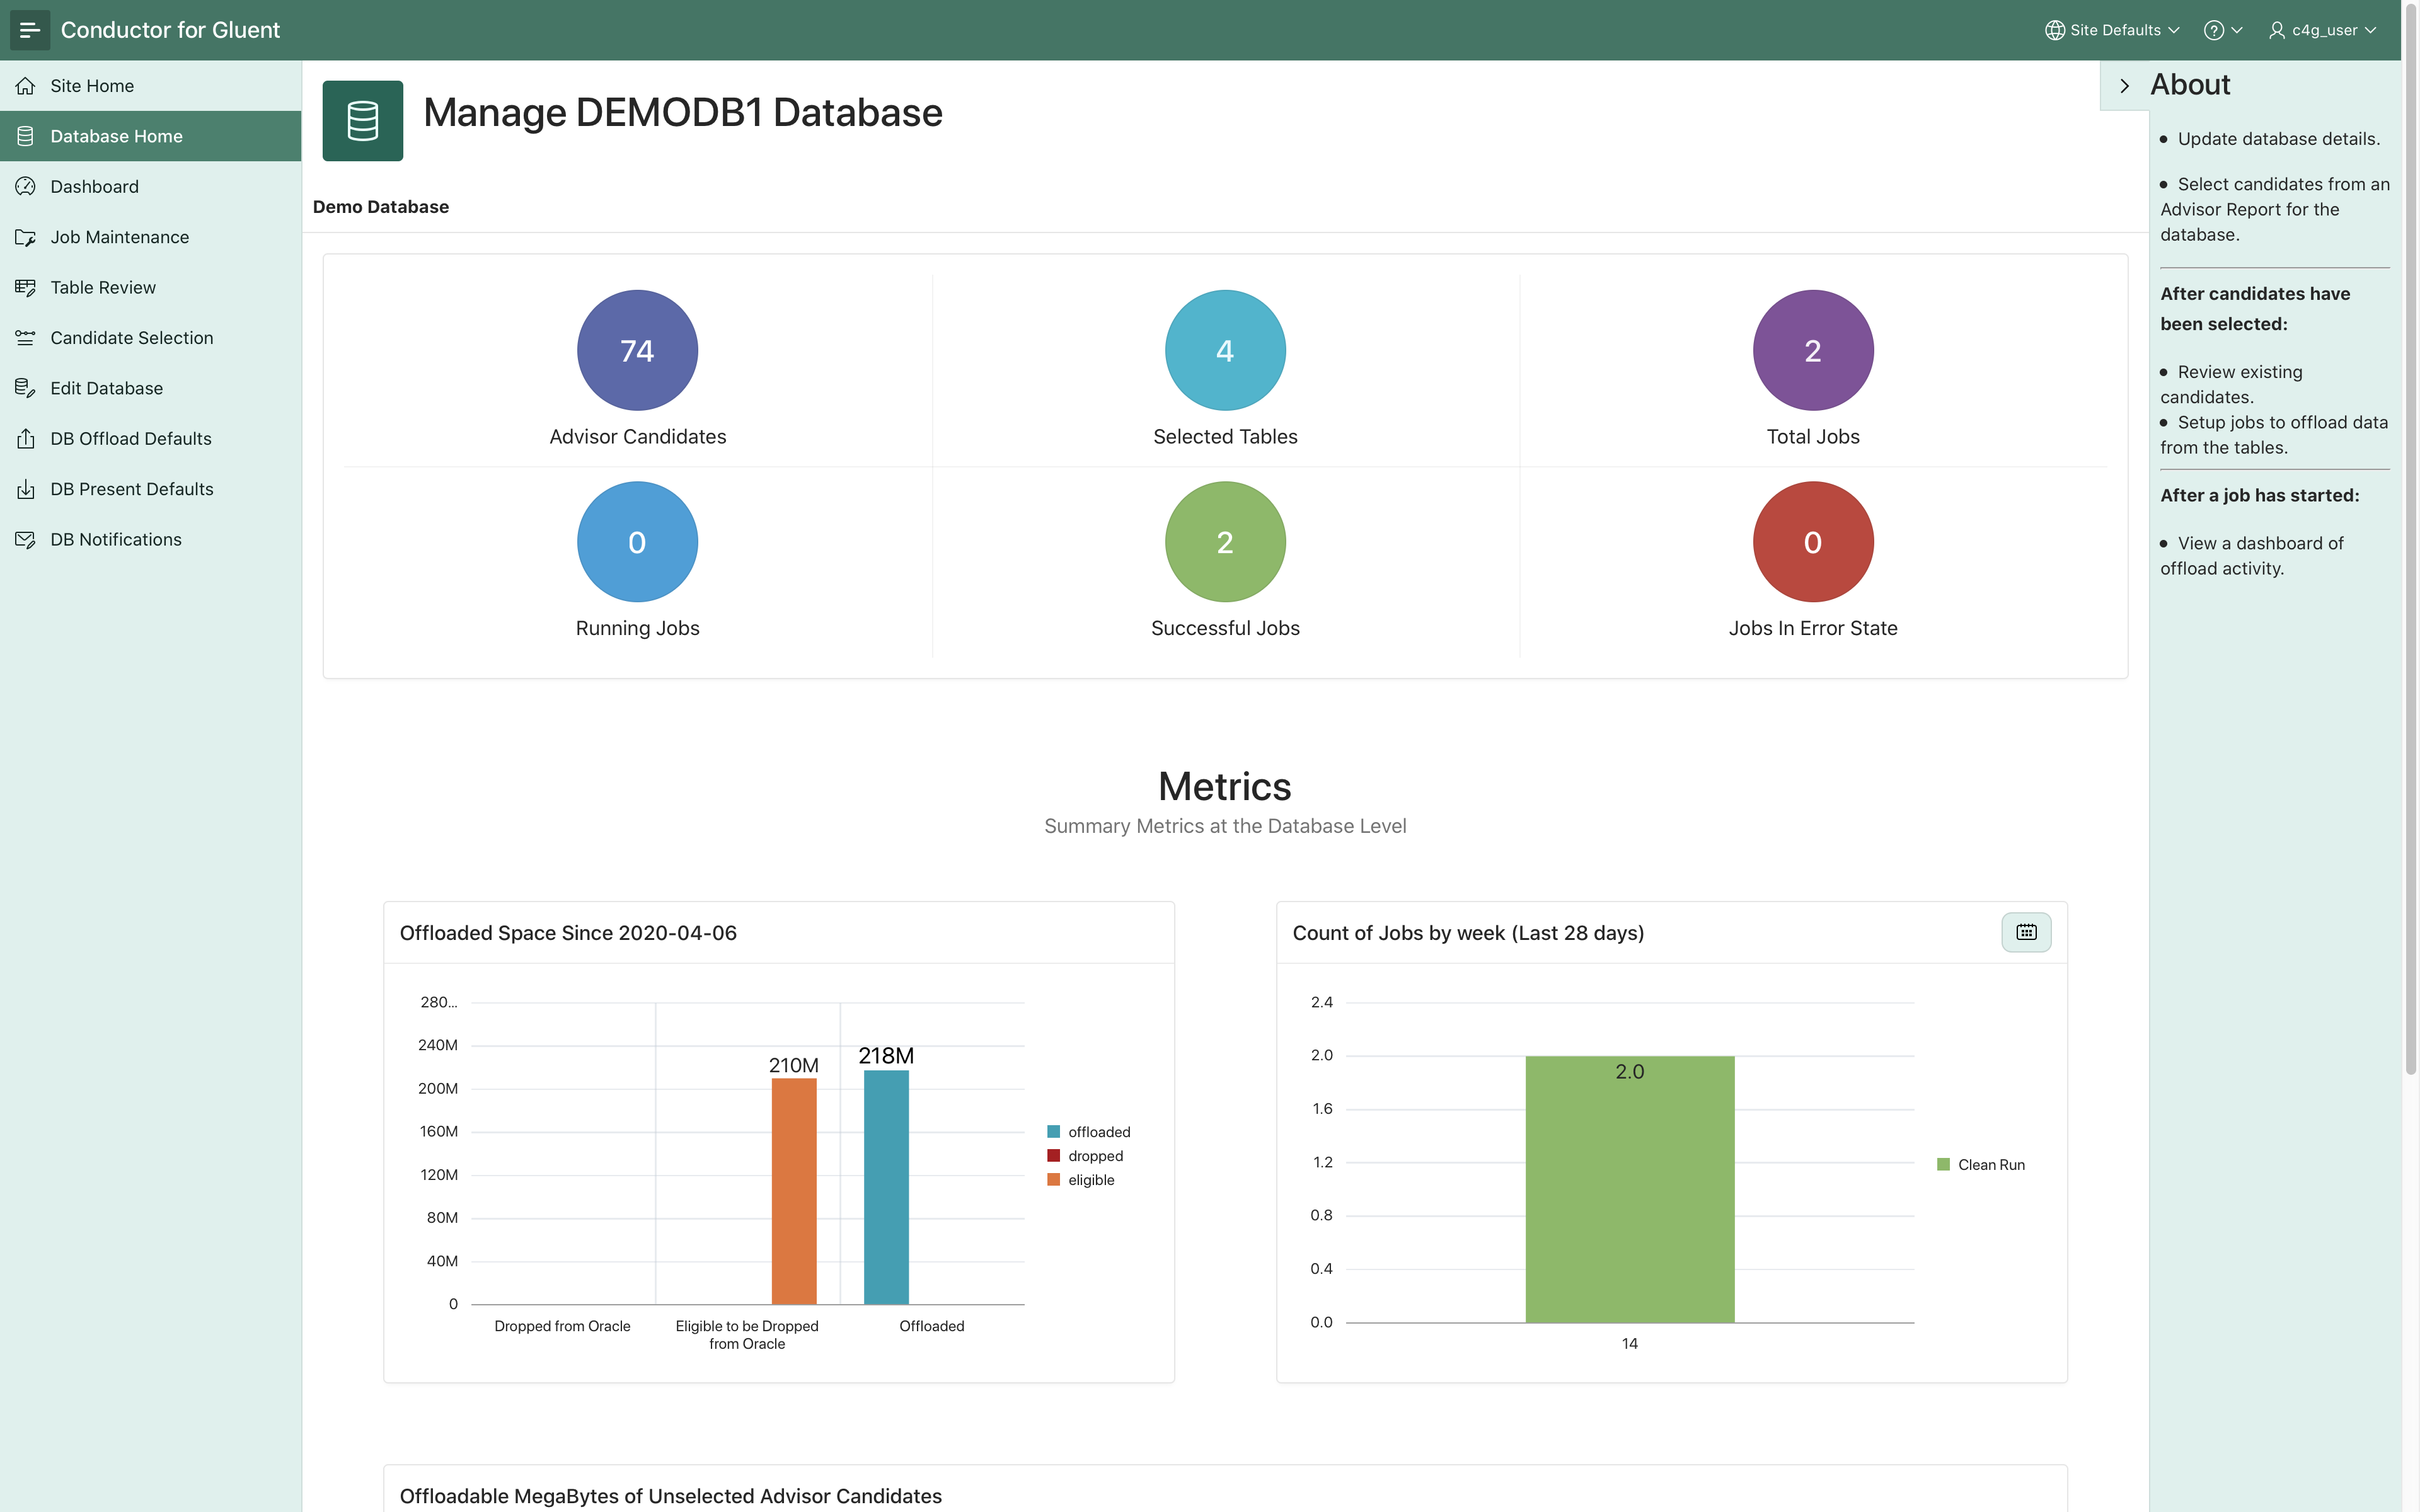 Conductor for Gluent
Site Defaults
?
c4g_user
Site Home
Database Home
Dashboard
Job Maintenance
Table Review
Candidate Selection
Edit Database
DB Offload Defaults
DB Present Defaults
DB Notifications
Manage DEMODB1 Database
Demo Database
74
Advisor Candidates
4
Selected Tables
2
Total Jobs
0
Running Jobs
2
Successful Jobs
0
Jobs In Error State
Metrics
Summary Metrics at the Database Level
Offloaded Space Since 2020-04-06
280...
240M
200M
160M
120M
80M
40M
0
210M
218M
Dropped from Oracle
Eligible to be Dropped
from Oracle
Offloaded
offloaded
dropped
eligible
Count of Jobs by week (Last 28 days)
2.4
2.0
1.6
1.2
0.8
0.4
0.0
2.0
14
Clean Run
Offloadable MegaBytes of Unselected Advisor Candidates
About
• Update database details.
• Select candidates from an
Advisor Report for the
database.
After candidates have
been selected:
• Review existing
candidates.
• Setup jobs to offload data
from the tables.
After a job has started:
• View a dashboard of
offload activity.